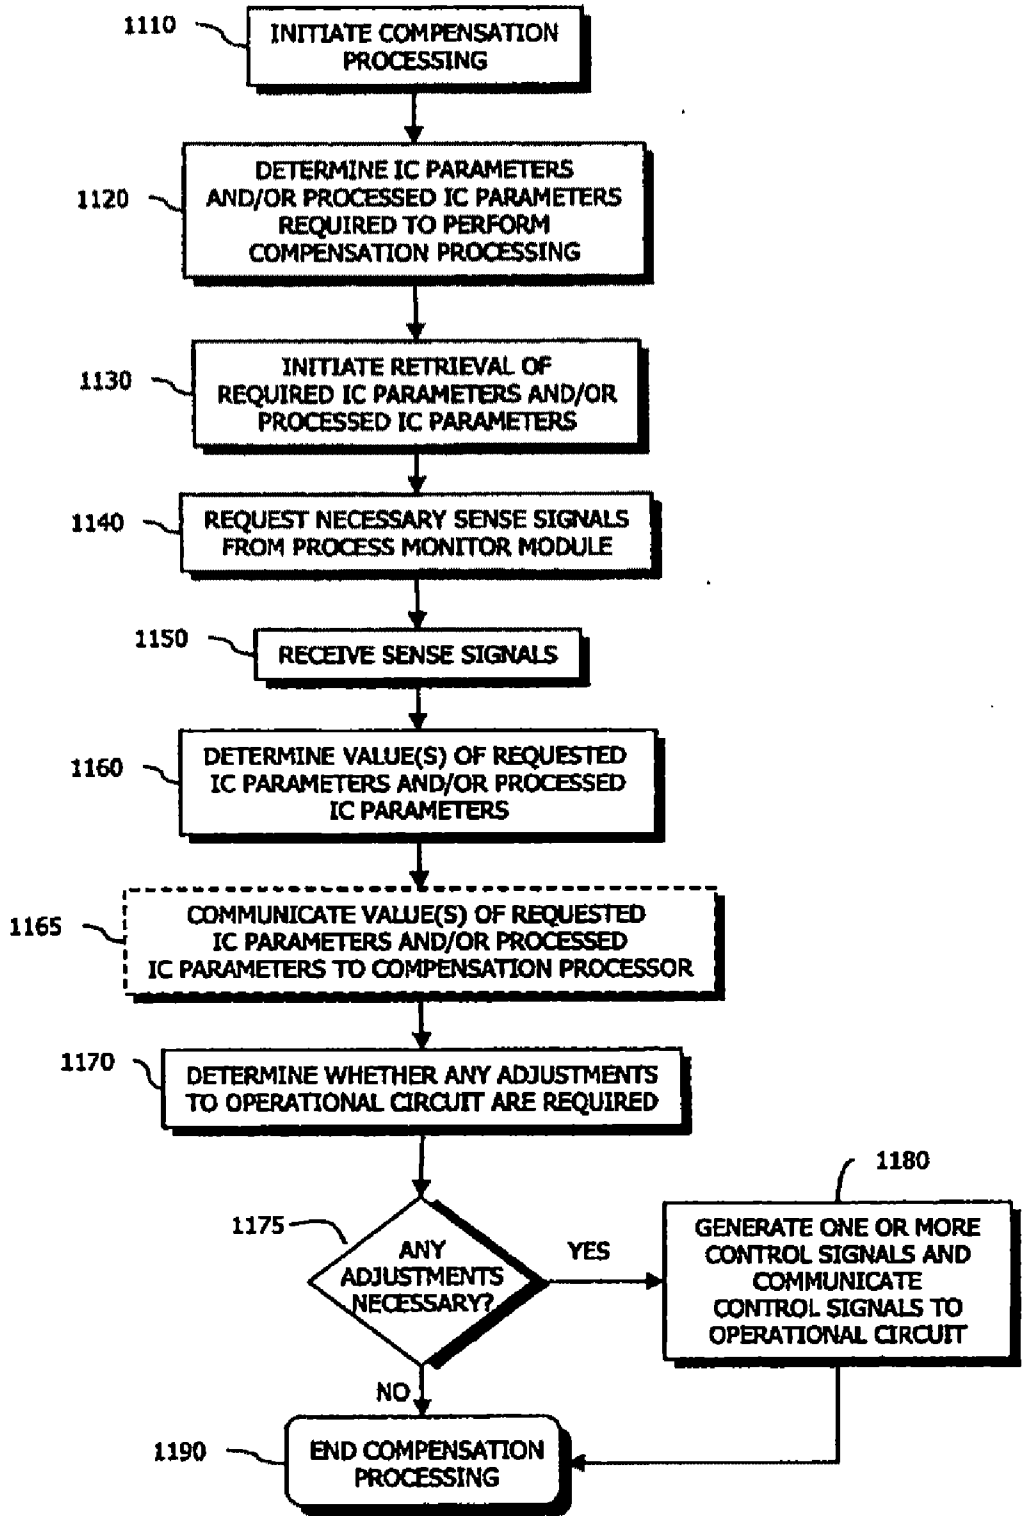 1110
INITIATE COMPENSATION
PROCESSING
1120
DETERMINE IC PARAMETERS
AND/OR PROCESSED IC PARAMETERS
REQUIRED TO PERFORM
COMPENSATION PROCESSING
1130
INITIATE RETRIEVAL OF
REQUIRED IC PARAMETERS AND/OR
PROCESSED IC PARAMETERS
1140
REQUEST NECESSARY SENSE SIGNALS
FROM PROCESS MONITOR MODULE
1150
RECEIVE SENSE SIGNALS
1160
DETERMINE VALUE(S) OF REQUESTED
IC PARAMETERS AND/OR PROCESSED
IC PARAMETERS
1165
COMMUNICATE VALUE(S) OF REQUESTED
IC PARAMETERS AND/OR PROCESSED
IC PARAMETERS TO COMPENSATION PROCESSOR
1170
DETERMINE WHETHER ANY ADJUSTMENTS
TO OPERATIONAL CIRCUIT ARE REQUIRED
1175
ANY
ADJUSTMENTS
NECESSARY?
YES
1180
GENERATE ONE OR MORE
CONTROL SIGNALS AND
COMMUNICATE
CONTROL SIGNALS TO
OPERATIONAL CIRCUIT
NO
1190
END COMPENSATION
PROCESSING